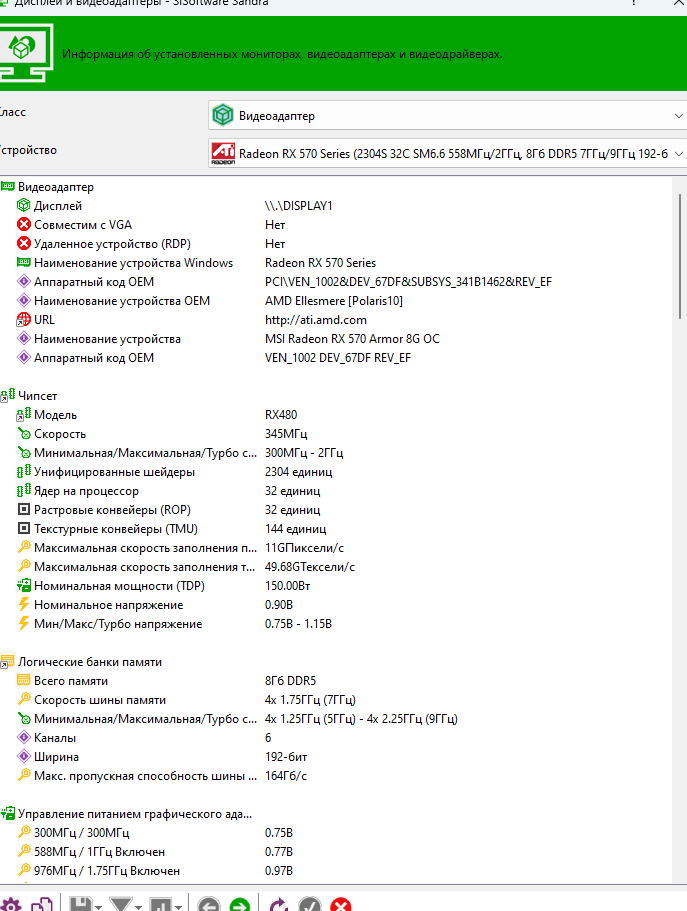 Дисплей и видеоадаптеры - SiSoftware Sandra
Информация об установленных мониторах, видеоадаптерах и видеодрайверах.
ласс Видеоадаптер
стройство ATi RADEON Radeon RX 570 Series (2304S 32C SM6.6 558МГц/2ГГц, 8Гб DDR5 7ГГц/9ГГц 192-б
Видеоадаптер
Дисплей \\.\DISPLAY1
Совместим с VGA Нет
Удаленное устройство (RDP) Нет
Наименование устройства Windows Radeon RX 570 Series
Аппаратный код OEM PCI\VEN_1002&DEV_67DF&SUBSYS_341B1462&REV_EF
Наименование устройства OEM AMD Ellesmere [Polaris10]
URL http://ati.amd.com
Наименование устройства MSI Radeon RX 570 Armor 8G OC
Аппаратный код OEM VEN_1002 DEV_67DF REV_EF
Чипсет
Модель RX480
Скорость 345МГц
Минимальная/Максимальная/Турбо с... 300МГц - 2ГГц
Унифицированные шейдеры 2304 единиц
Ядер на процессор 32 единиц
Растровые конвейеры (ROP) 32 единиц
Текстурные конвейеры (TMU) 144 единиц
Максимальная скорость заполнения п... 11GПиксели/с
Максимальная скорость заполнения т... 49.68GТексели/с
Номинальная мощности (TDP) 150.00Вт
Номинальное напряжение 0.90В
Мин/Макс/Турбо напряжение 0.75В - 1.15В
Логические банки памяти
Всего памяти 8Гб DDR5
Скорость шины памяти 4x 1.75ГГц (7ГГц)
Минимальная/Максимальная/Турбо с... 4x 1.25ГГц (5ГГц) - 4x 2.25ГГц (9ГГц)
Каналы 6
Ширина 192-бит
Макс. пропускная способность шины ... 164Гб/с
Управление питанием графического ада...
300МГц / 300МГц 0.75В
588МГц / 1ГГц Включен 0.77В
976МГц / 1.75ГГц Включен 0.97В